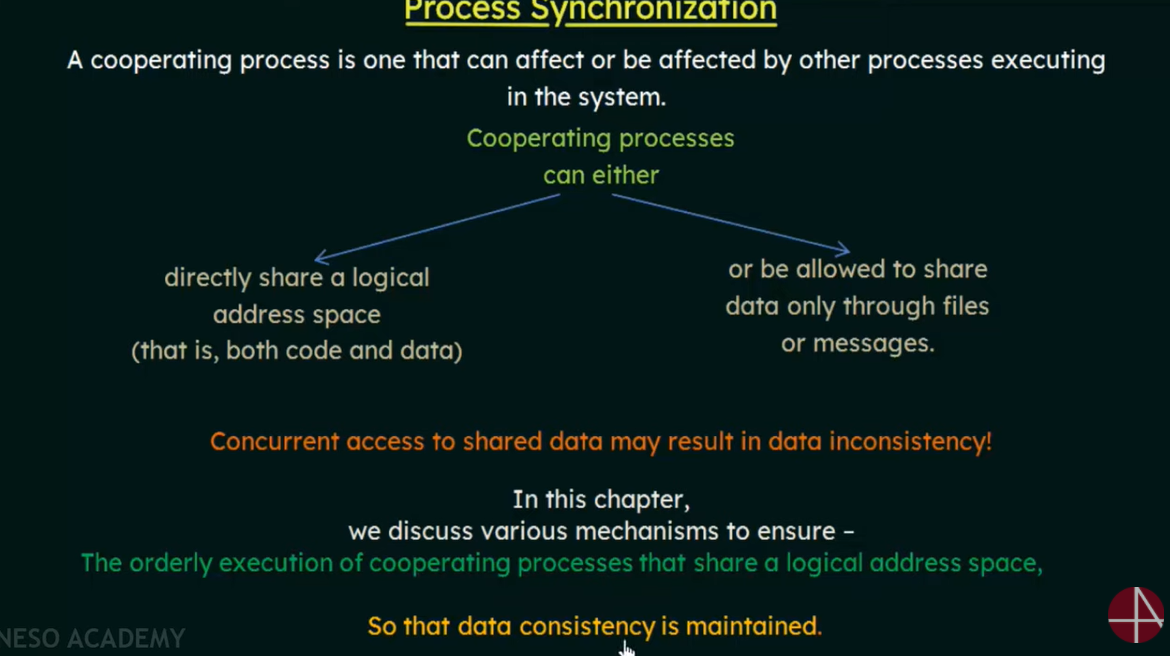 Process Synchronization
A cooperating process is one that can affect or be affected by other processes executing
in the system.
Cooperating processes
can either
directly share a logical
address space
(that is, both code and data)
or be allowed to share
data only through files
or messages.
Concurrent access to shared data may result in data inconsistency!
In this chapter,
we discuss various mechanisms to ensure –
The orderly execution of cooperating processes that share a logical address space,
So that data consistency is maintained.
NESO ACADEMY